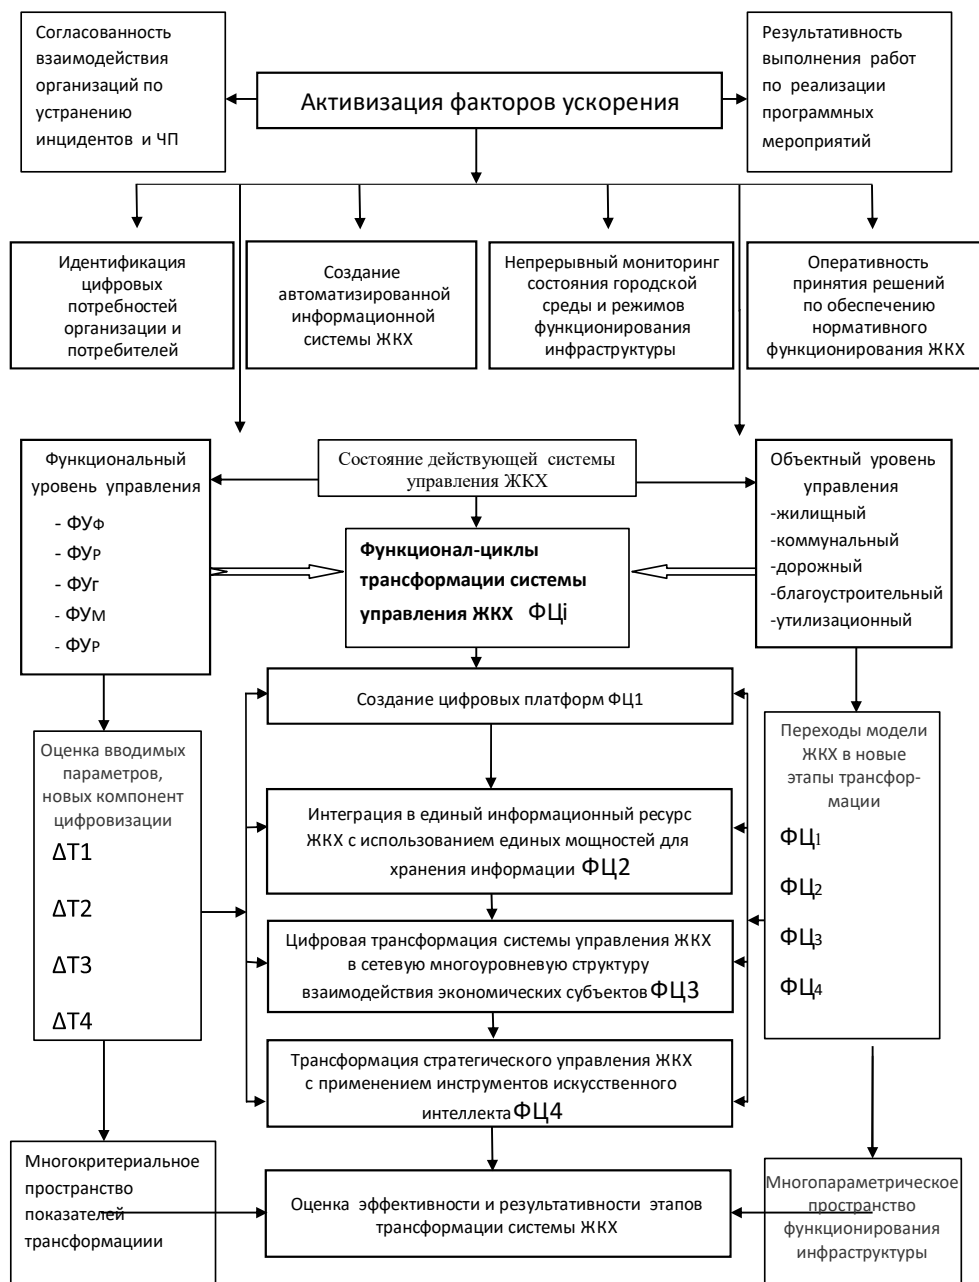 Согласованность
взаимодействия
организаций по
устранению
инцидентов и ЧП
Активизация факторов ускорения
Результативность
выполнения работ
по реализации
программных
мероприятий
Идентификация
цифровых
потребностей
организации и
потребителей
Создание
автоматизированной
информационной
системы ЖКХ
Непрерывный мониторинг
состояния городской
среды и режимов
функционирования
инфраструктуры
Оперативность
принятия решений
по обеспечению
нормативного
функционирования ЖКХ
Функциональный
уровень управления
- ФУФ
- ФУР
- ФУГ
- ФУМ
- ФУР
Состояние действующей системы
управления ЖКХ
Объектный уровень
управления
-жилищный
-коммунальный
-дорожный
-благоустроительный
-утилизационный
Функционал-циклы
трансформации системы
управления ЖКХ ФЦi
Создание цифровых платформ ФЦ1
Оценка вводимых
параметров,
новых компонент
цифровизации
ΔТ1
ΔТ2
ΔТ3
ΔТ4
Интеграция в единый информационный ресурс
ЖКХ с использованием единых мощностей для
хранения информации ФЦ2
Переходы модели
ЖКХ в новые
этапы трансфор-
мации
ФЦ1
ФЦ2
ФЦ3
ФЦ4
Цифровая трансформация системы управления ЖКХ
в сетевую многоуровневую структуру
взаимодействия экономических субъектов ФЦ3
Трансформация стратегического управления ЖКХ
с применением инструментов искусственного
интеллекта ФЦ4
Многокритериальное
пространство
показателей
трансформациии
Оценка эффективности и результативности этапов
трансформации системы ЖКХ
Многопараметрическое
пространство
функционирования
инфраструктуры